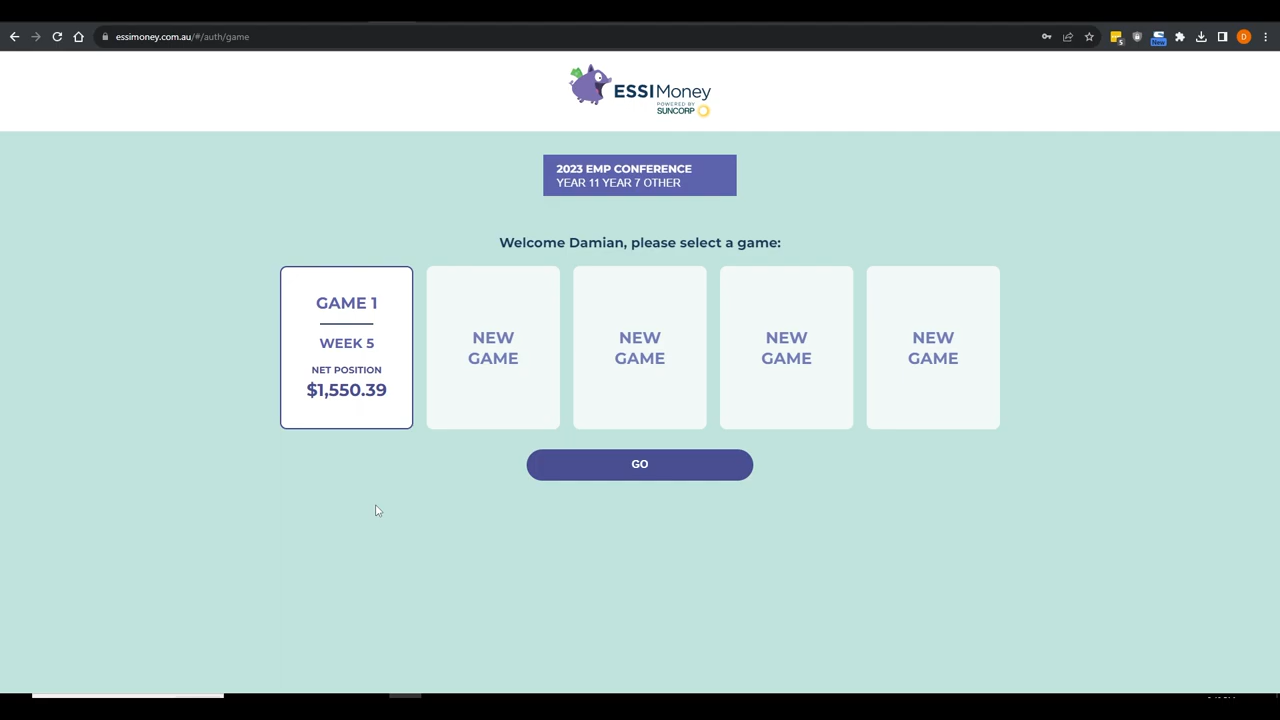 essimoney.com.au/#/auth/game
5
New
D
ESSIMoney
POWERED BY
SUNCORP
2023 EMP CONFERENCE
YEAR 11 YEAR 7 OTHER
Welcome Damian, please select a game:
GAME 1
WEEK 5
NET POSITION
$1,550.39
NEW
GAME
NEW
GAME
NEW
GAME
NEW
GAME
GO